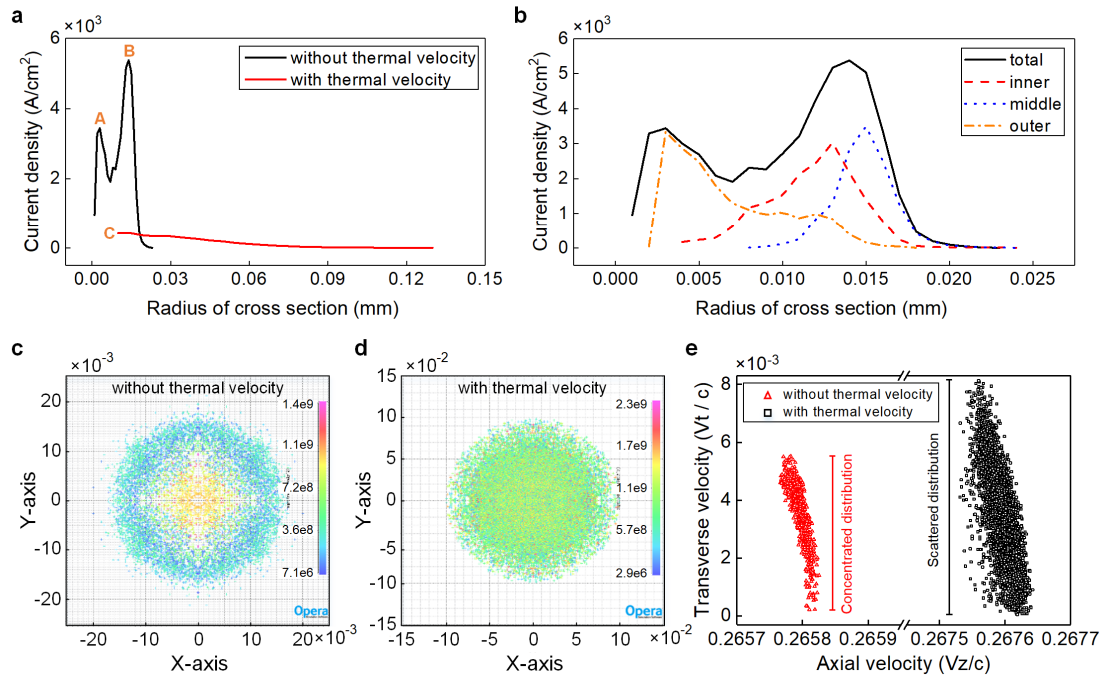 a
×10³
6
4
2
0
Current density (A/cm²)
A
B
C
without thermal velocity
with thermal velocity
0.00 0.03 0.06 0.09 0.12 0.15
Radius of cross section (mm)
b
×10³
6
5
4
3
2
1
0
Current density (A/cm²)
total
inner
middle
outer
0.000 0.005 0.010 0.015 0.020 0.025
Radius of cross section (mm)
c
×10⁻³
without thermal velocity
20
10
0
-10
-20
Y-axis
1.4e9
1.1e9
7.2e8
3.6e8
7.1e6
Opera
-20 -10 0 10 20 ×10⁻³
X-axis
d
×10⁻²
with thermal velocity
15
10
5
0
-5
-10
-15
Y-axis
2.3e9
1.7e9
1.1e9
5.7e8
2.9e6
Opera
-15 -10 -5 0 5 10 ×10⁻²
X-axis
e
×10⁻³
8
6
4
2
0
Transverse velocity (Vt / c)
without thermal velocity
with thermal velocity
Concentrated distribution
Scattered distribution
0.2657 0.2658 0.2659 0.2675 0.2676 0.2677
Axial velocity (Vz/c)